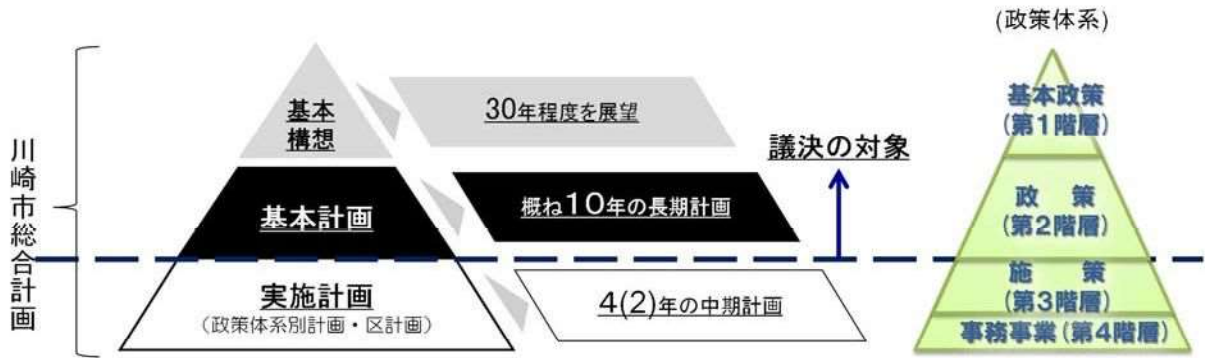 川崎市総合計画
基本
構想
30年程度を展望
基本計画
概ね10年の長期計画
実施計画
(政策体系別計画・区計画)
4(2)年の中期計画
議決の対象
(政策体系)
基本政策
(第1階層)
政　策
(第2階層)
施　策
(第3階層)
事務事業(第4階層)